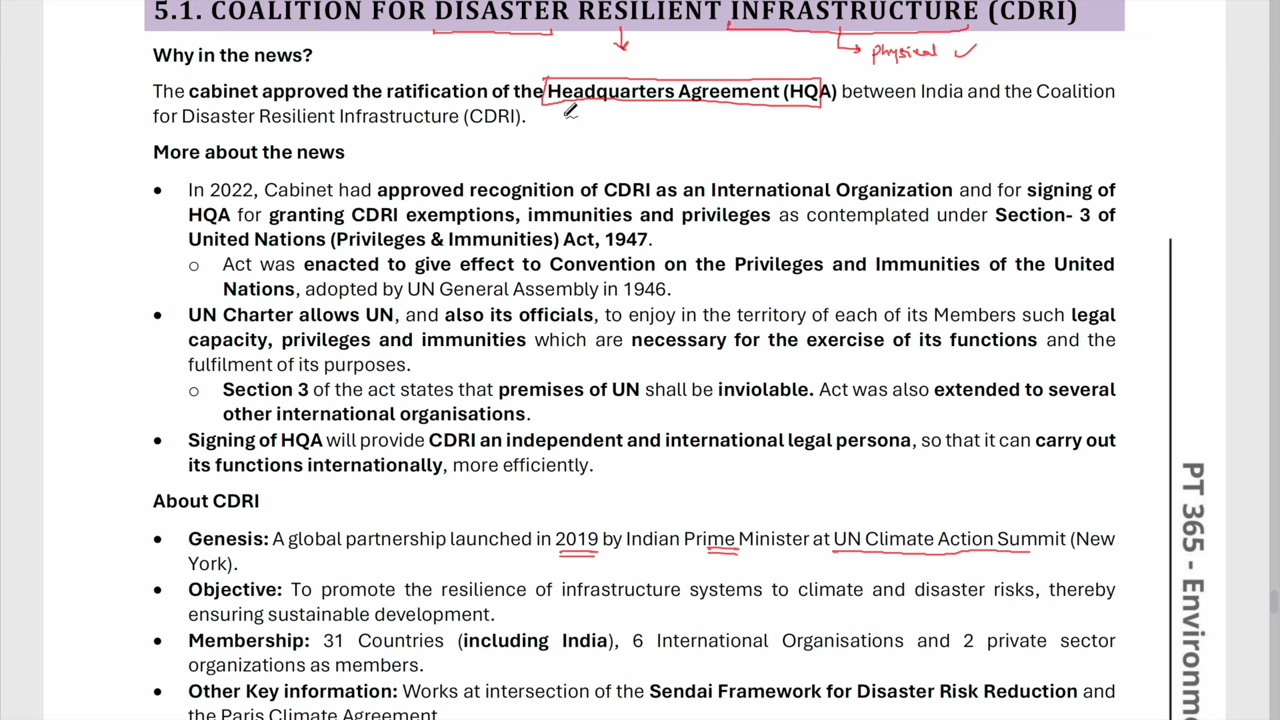 5.1. COALITION FOR DISASTER RESILIENT INFRASTRUCTURE (CDRI)
physical
Why in the news?
The cabinet approved the ratification of the Headquarters Agreement (HQA) between India and the Coalition
for Disaster Resilient Infrastructure (CDRI).
More about the news
• In 2022, Cabinet had approved recognition of CDRI as an International Organization and for signing of
HQA for granting CDRI exemptions, immunities and privileges as contemplated under Section- 3 of
United Nations (Privileges & Immunities) Act, 1947.
o Act was enacted to give effect to Convention on the Privileges and Immunities of the United
Nations, adopted by UN General Assembly in 1946.
• UN Charter allows UN, and also its officials, to enjoy in the territory of each of its Members such legal
capacity, privileges and immunities which are necessary for the exercise of its functions and the
fulfilment of its purposes.
o Section 3 of the act states that premises of UN shall be inviolable. Act was also extended to several
other international organisations.
• Signing of HQA will provide CDRI an independent and international legal persona, so that it can carry out
its functions internationally, more efficiently.
About CDRI
• Genesis: A global partnership launched in 2019 by Indian Prime Minister at UN Climate Action Summit (New
York).
• Objective: To promote the resilience of infrastructure systems to climate and disaster risks, thereby
ensuring sustainable development.
• Membership: 31 Countries (including India), 6 International Organisations and 2 private sector
organizations as members.
• Other Key information: Works at intersection of the Sendai Framework for Disaster Risk Reduction and
the Paris Climate Agreement.
PT 365 - Environm